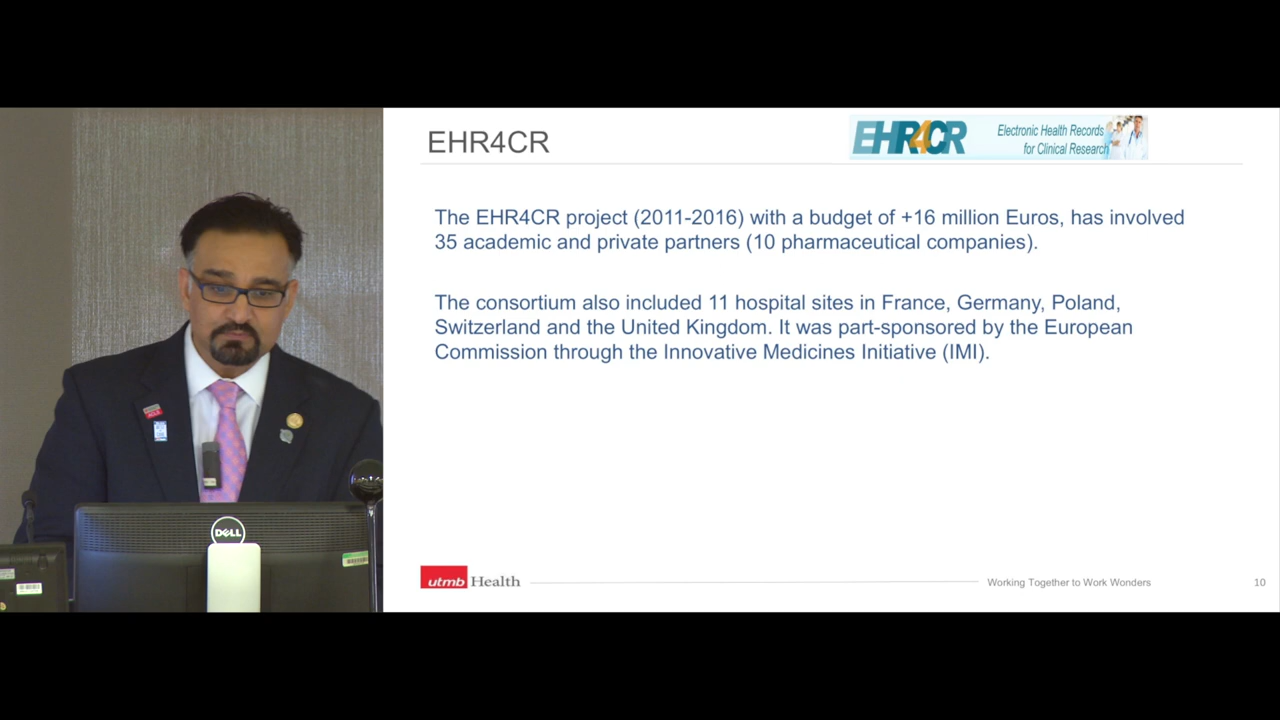 EHR4CR
EHR4CR
Electronic Health Records
for Clinical Research
The EHR4CR project (2011-2016) with a budget of +16 million Euros, has involved
35 academic and private partners (10 pharmaceutical companies).
The consortium also included 11 hospital sites in France, Germany, Poland,
Switzerland and the United Kingdom. It was part-sponsored by the European
Commission through the Innovative Medicines Initiative (IMI).
DELL
utmb Health
Working Together to Work Wonders
10